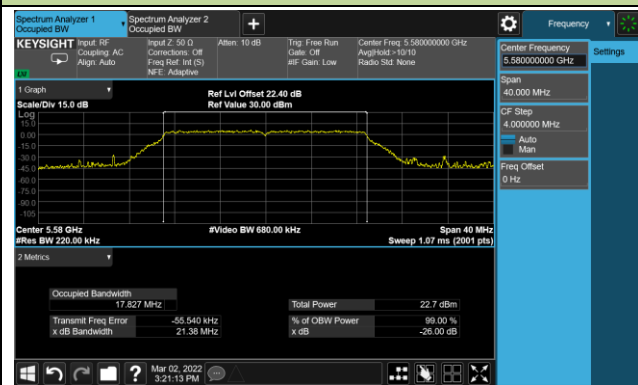 Spectrum Analyzer 1
Occupied BW
Spectrum Analyzer 2
Occupied BW
Frequency
KEYSIGHT
Input: RF
Coupling: AC
Align: Auto
Input Z: 50 Ω
Corrections: Off
Freq Ref: Int (S)
NFE: Adaptive
Atten: 10 dB
Trig: Free Run
Gate: Off
#IF Gain: Low
Center Freq: 5.580000000 GHz
Avg|Hold:>10/10
Radio Std: None
Center Frequency
5.580000000 GHz
Settings
Span
40.000 MHz
CF Step
4.000000 MHz
Auto
Man
Freq Offset
0 Hz
1 Graph
Scale/Div 15.0 dB
Ref Lvl Offset 22.40 dB
Ref Value 30.00 dBm
Log
15.0
0.00
-15.0
-30.0
-45.0
-60.0
-75.0
-90.0
-105
Center 5.58 GHz
#Video BW 680.00 kHz
Span 40 MHz
#Res BW 220.00 kHz
Sweep 1.07 ms (2001 pts)
2 Metrics
Occupied Bandwidth
17.827 MHz
Total Power
22.7 dBm
Transmit Freq Error
-55.540 kHz
% of OBW Power
99.00 %
x dB Bandwidth
21.38 MHz
x dB
-26.00 dB
?
Mar 02, 2022
3:21:13 PM